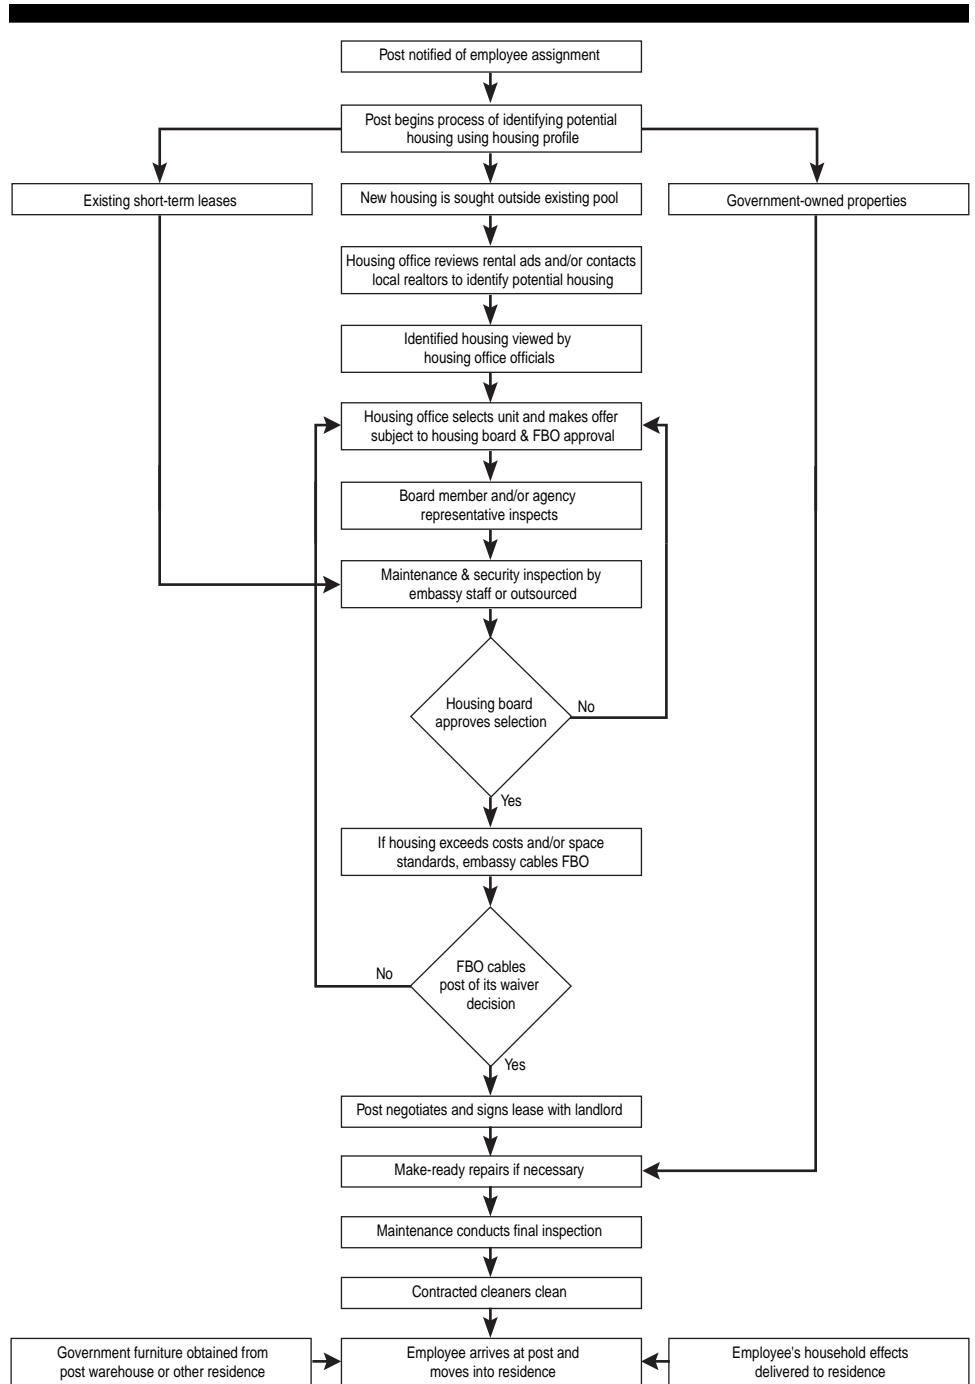 Post notified of employee assignment
Post begins process of identifying potential
housing using housing profile
Existing short-term leases
New housing is sought outside existing pool
Government-owned properties
Housing office reviews rental ads and/or contacts
local realtors to identify potential housing
Identified housing viewed by
housing office officials
Housing office selects unit and makes offer
subject to housing board & FBO approval
Board member and/or agency
representative inspects
Maintenance & security inspection by
embassy staff or outsourced
Housing board
approves selection
No
Yes
If housing exceeds costs and/or space
standards, embassy cables FBO
FBO cables
post of its waiver
decision
No
Yes
Post negotiates and signs lease with landlord
Make-ready repairs if necessary
Maintenance conducts final inspection
Contracted cleaners clean
Government furniture obtained from
post warehouse or other residence
Employee arrives at post and
moves into residence
Employee's household effects
delivered to residence